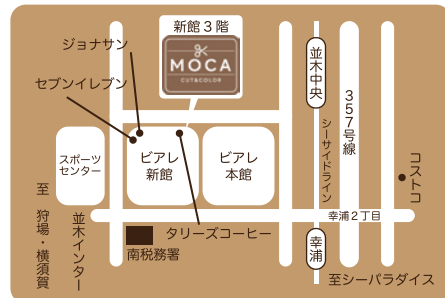 新館3階
MOCA
CUT&COLOR
ジョナサン
セブンイレブン
並木中央
357号線
シーサイドライン
スポーツ
センター
ビアレ
新館
ビアレ
本館
コストコ
至 狩場・横須賀
並木インター
タリーズコーヒー
幸浦2丁目
南税務署
幸浦
至シーパラダイス